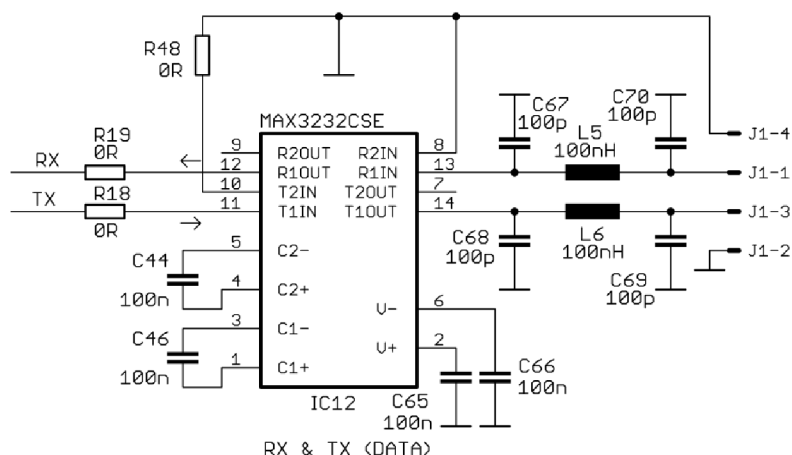 R48
0R
C67
100p
C70
100p
MAX3232CSE
L5
100nH
J1-4
R19
0R
RX
9
R2OUT
R2IN
8
12
R1OUT
R1IN
13
J1-1
10
T2IN
T2OUT
7
TX
R18
0R
11
T1IN
T1OUT
14
J1-3
C68
100p
L6
100nH
J1-2
C69
100p
5
C2-
C44
100n
4
C2+
V-
6
3
C1-
C46
100n
V+
2
1
C1+
C66
100n
C65
100n
IC12
RX & TX (DATA)